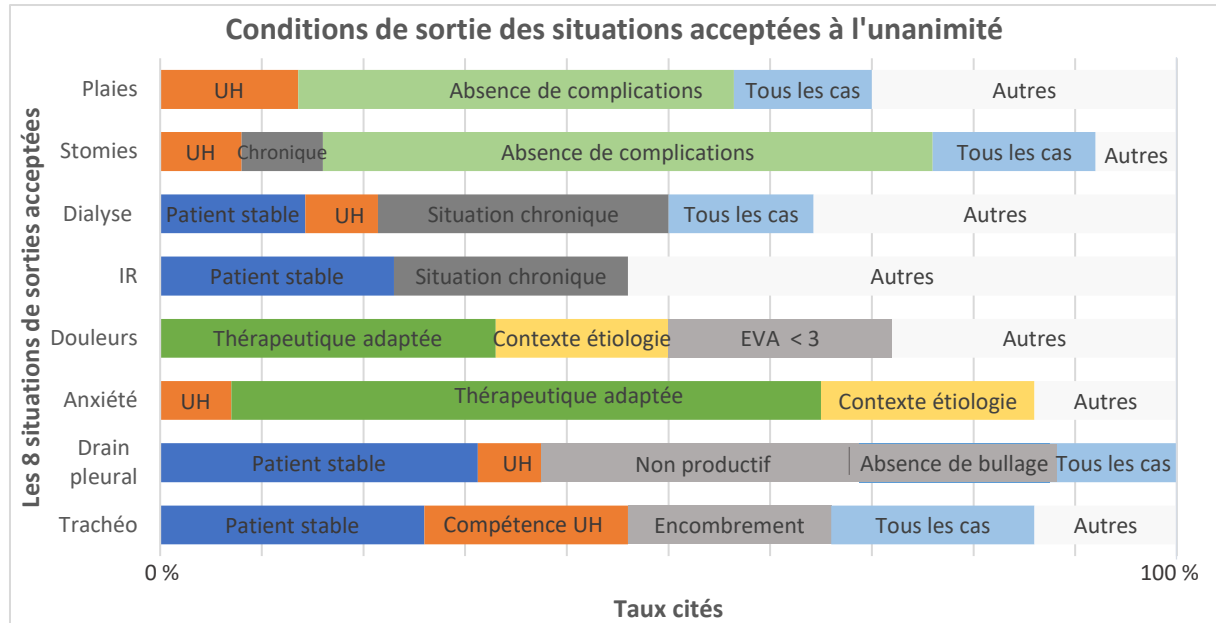 Conditions de sortie des situations acceptées à l'unanimité
Les 8 situations de sorties acceptées
Plaies
UH
Absence de complications
Tous les cas
Autres
Stomies
UH
Chronique
Absence de complications
Tous les cas
Autres
Dialyse
Patient stable
UH
Situation chronique
Tous les cas
Autres
IR
Patient stable
Situation chronique
Autres
Douleurs
Thérapeutique adaptée
Contexte étiologie
EVA < 3
Autres
Anxiété
UH
Thérapeutique adaptée
Contexte étiologie
Autres
Drain
pleural
Patient stable
UH
Non productif
Absence de bullage
Tous les cas
Trachéo
Patient stable
Compétence UH
Encombrement
Tous les cas
Autres
0 %
100 %
Taux cités